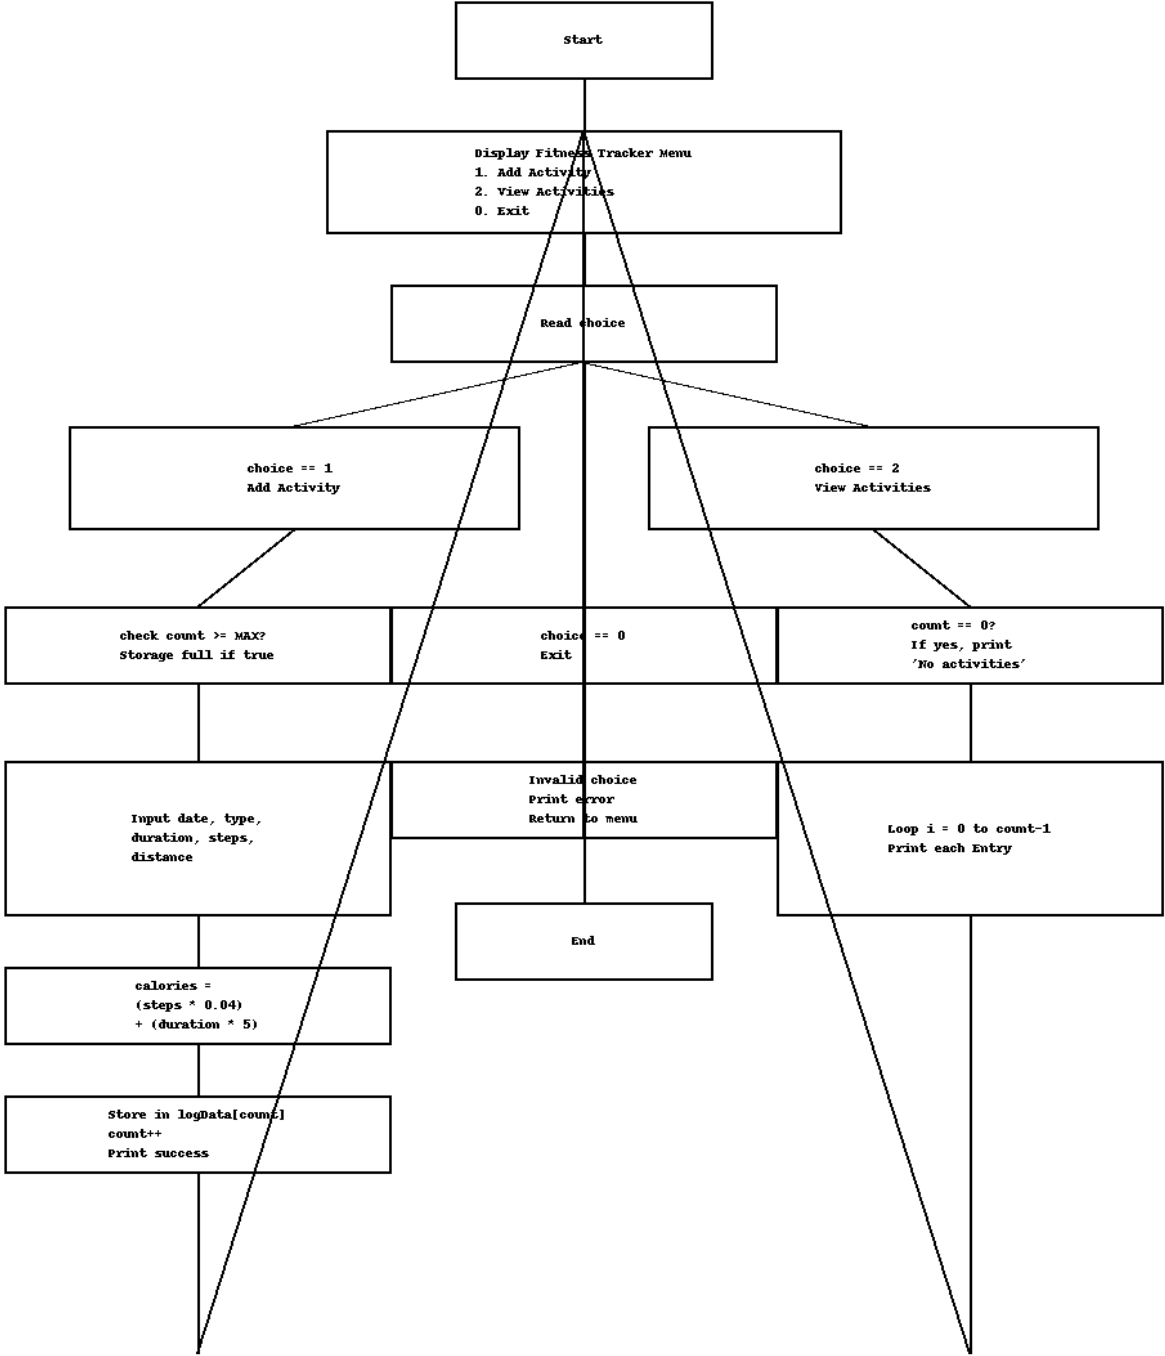 Start
Display Fitness Tracker Menu
1. Add Activity
2. View Activities
0. Exit
Read choice
choice == 1
Add Activity
choice == 2
View Activities
check count >= MAX?
Storage full if true
choice == 0
Exit
count == 0?
If yes, print
'No activities'
Input date, type,
duration, steps,
distance
Invalid choice
Print error
Return to menu
Loop i = 0 to count-1
Print each Entry
End
calories =
(steps * 0.04)
+ (duration * 5)
Store in logData[count]
count++
Print success